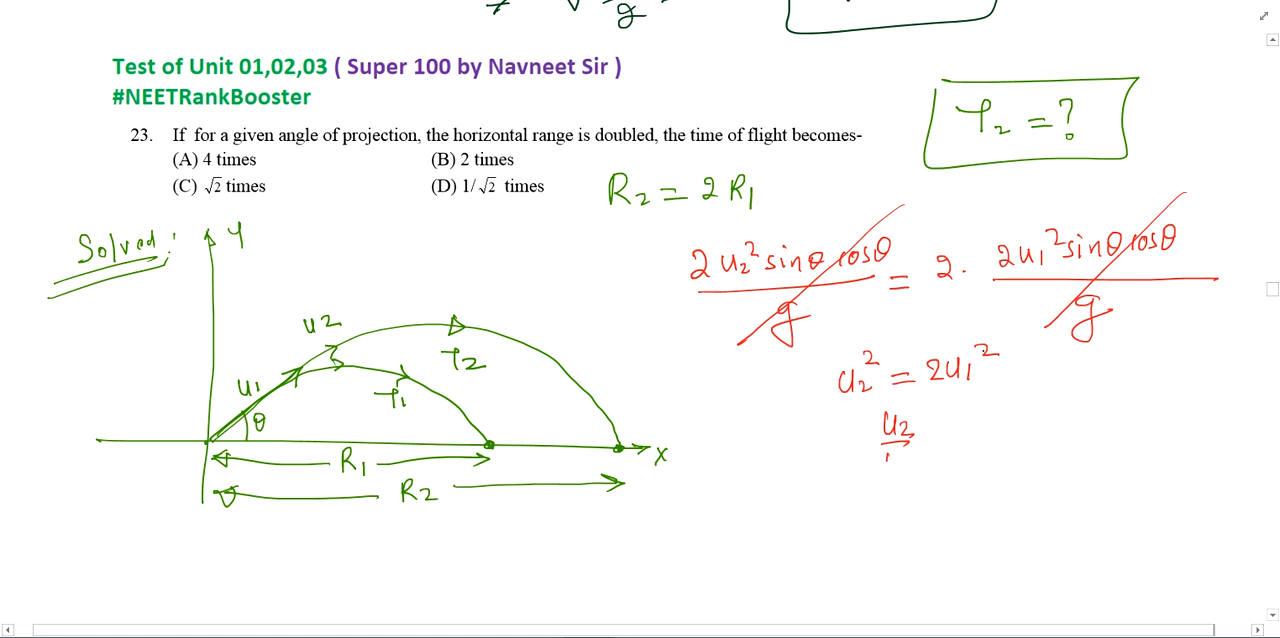 g
Test of Unit 01,02,03 ( Super 100 by Navneet Sir )
#NEETRankBooster
T₂ = ?
23. If for a given angle of projection, the horizontal range is doubled, the time of flight becomes-
(A) 4 times (B) 2 times
(C) √2 times (D) 1/√2 times
R₂ = 2 R₁
Solved:
Y
2u₂² sinθ cosθ / g = 2. 2u₁² sinθ cosθ / g
u2
T2
u₂² = 2u₁²
u1
T₁
θ
u₂
R₁
X
R2